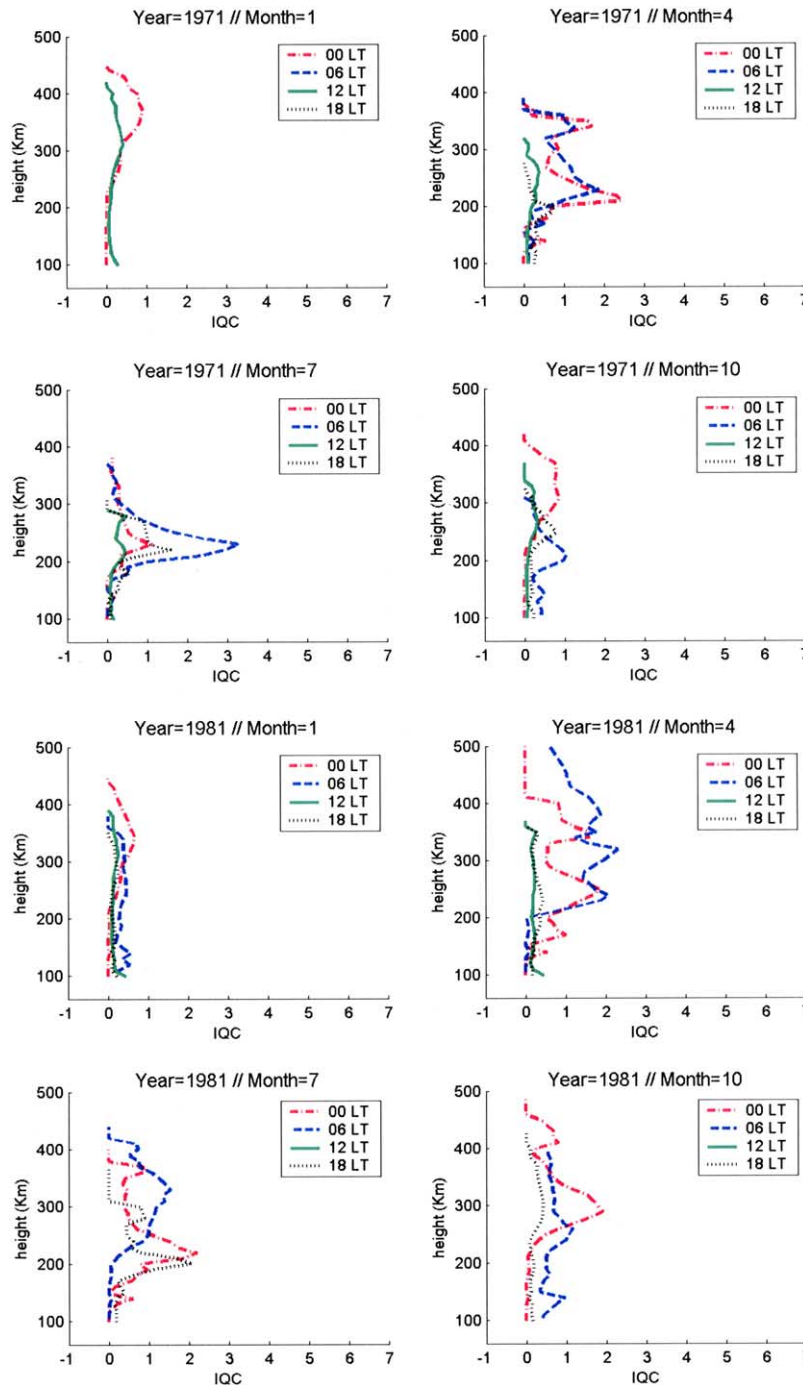 Year=1971 // Month=1
500
400
300
200
100
height (Km)
-1 0 1 2 3 4 5 6 7
IQC
00 LT
06 LT
12 LT
18 LT
Year=1971 // Month=4
500
400
300
200
100
height (Km)
-1 0 1 2 3 4 5 6 7
IQC
00 LT
06 LT
12 LT
18 LT
Year=1971 // Month=7
500
400
300
200
100
height (Km)
-1 0 1 2 3 4 5 6 7
IQC
00 LT
06 LT
12 LT
18 LT
Year=1971 // Month=10
500
400
300
200
100
height (Km)
-1 0 1 2 3 4 5 6 7
IQC
00 LT
06 LT
12 LT
18 LT
Year=1981 // Month=1
500
400
300
200
100
height (Km)
-1 0 1 2 3 4 5 6 7
IQC
00 LT
06 LT
12 LT
18 LT
Year=1981 // Month=4
500
400
300
200
100
height (Km)
-1 0 1 2 3 4 5 6 7
IQC
00 LT
06 LT
12 LT
18 LT
Year=1981 // Month=7
500
400
300
200
100
height (Km)
-1 0 1 2 3 4 5 6 7
IQC
00 LT
06 LT
12 LT
18 LT
Year=1981 // Month=10
500
400
300
200
100
height (Km)
-1 0 1 2 3 4 5 6 7
IQC
00 LT
06 LT
12 LT
18 LT